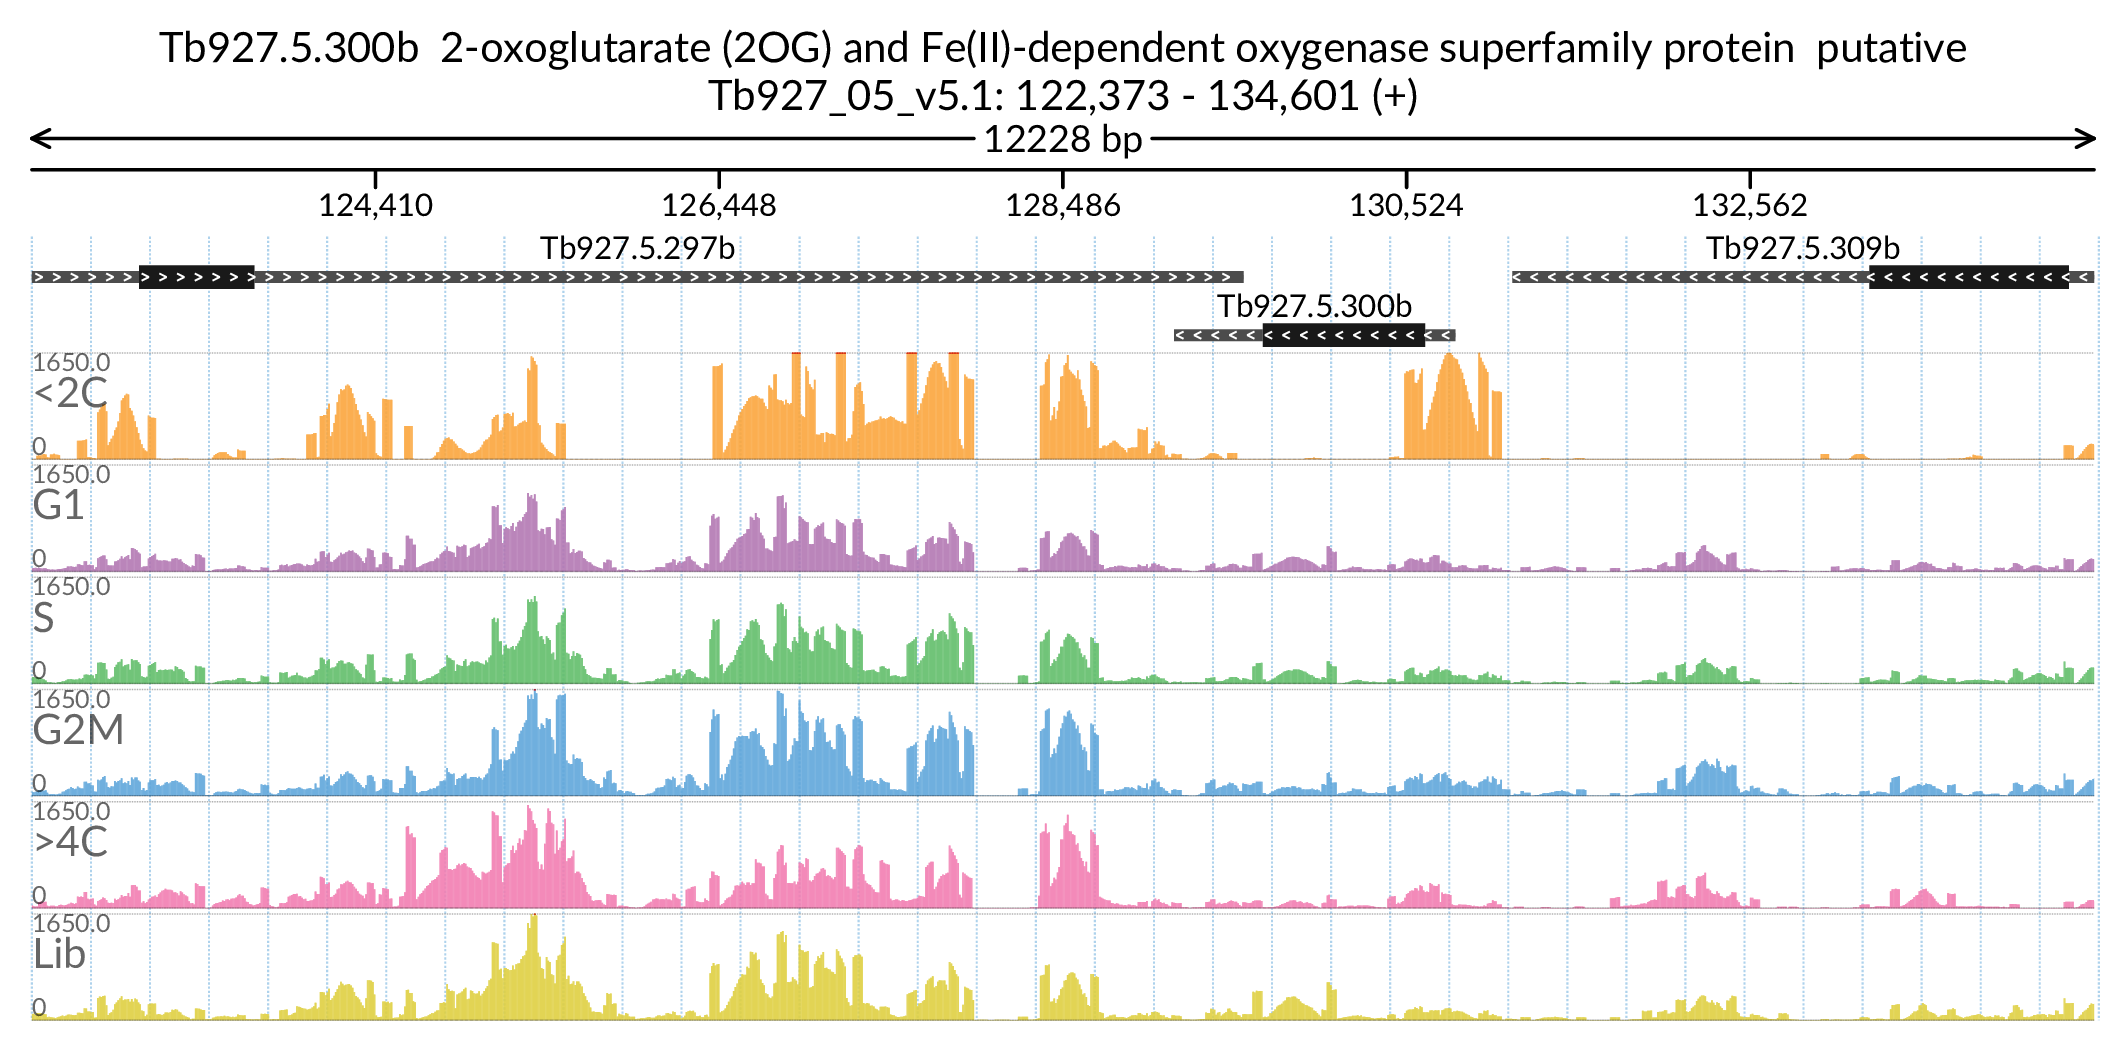 Tb927.5.300b  2-oxoglutarate (2OG) and Fe(II)-dependent oxygenase superfamily protein  putative
Tb927_05_v5.1: 122,373 - 134,601 (+)
12228 bp
124,410 126,448 128,486 130,524 132,562
Tb927.5.297b Tb927.5.309b
Tb927.5.300b
1650.0
<2C
0
1650.0
G1
0
1650.0
S
0
1650.0
G2M
0
1650.0
>4C
0
1650.0
Lib
0